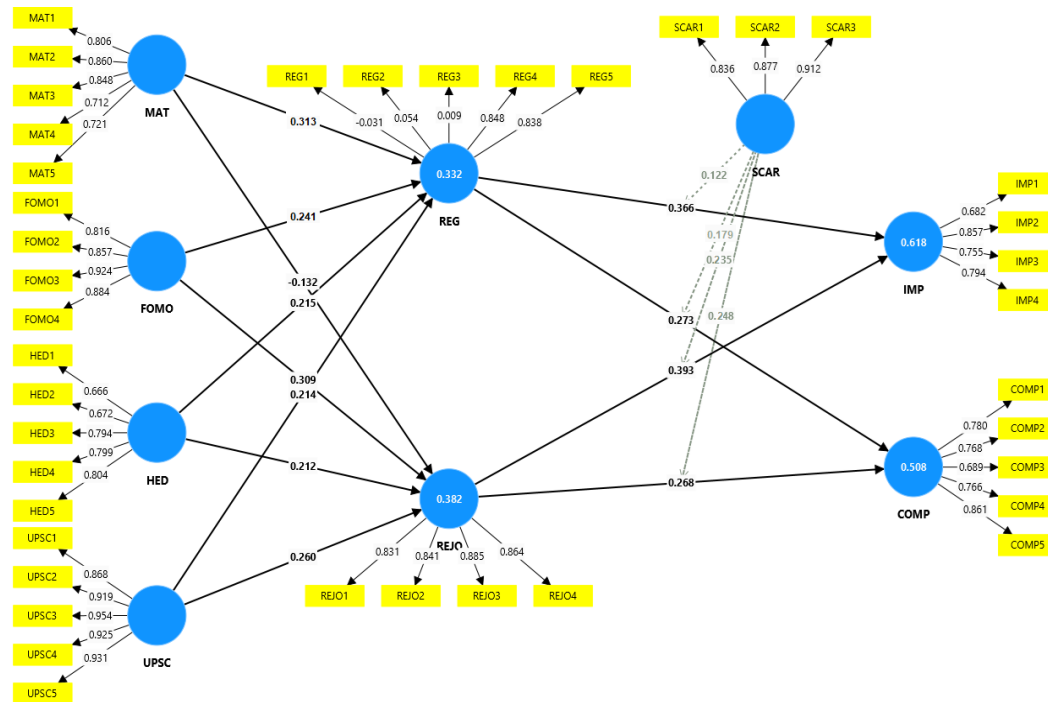 MAT1
MAT2
MAT3
MAT4
MAT5
0.806
0.860
0.848
0.712
0.721
MAT
FOMO1
FOMO2
FOMO3
FOMO4
0.816
0.857
0.924
0.884
FOMO
HED1
HED2
HED3
HED4
HED5
0.666
0.672
0.794
0.799
0.804
HED
UPSC1
UPSC2
UPSC3
UPSC4
UPSC5
0.868
0.919
0.954
0.925
0.931
UPSC
0.313
0.241
-0.132
0.215
0.309
0.214
0.212
0.260
REG1 REG2 REG3 REG4 REG5
-0.031 0.054 0.009 0.848 0.838
0.332
REG
0.382
REJO
0.831 0.841 0.885 0.864
REJO1 REJO2 REJO3 REJO4
SCAR1 SCAR2 SCAR3
0.836 0.877 0.912
SCAR
0.122
0.366
0.179
0.235
0.273
0.248
0.393
0.268
0.618
IMP
0.682
0.857
0.755
0.794
IMP1
IMP2
IMP3
IMP4
0.508
COMP
0.780
0.768
0.689
0.766
0.861
COMP1
COMP2
COMP3
COMP4
COMP5